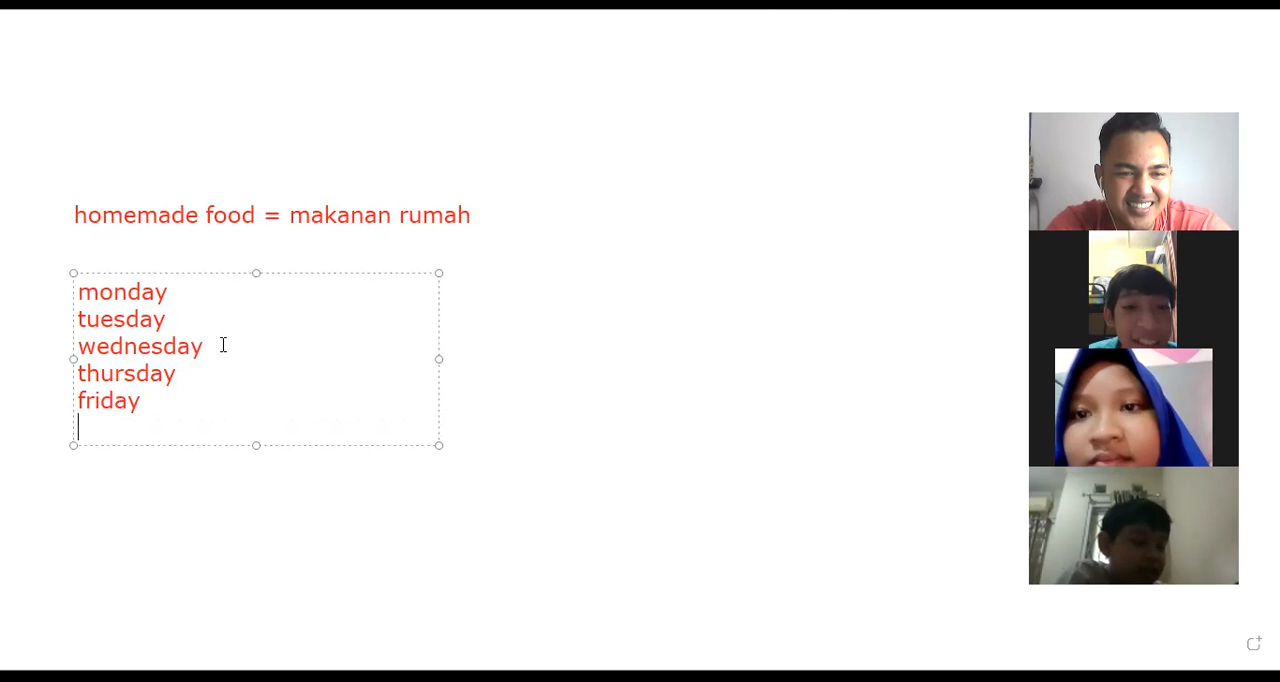 homemade food = makanan rumah
monday
tuesday
wednesday
thursday
friday